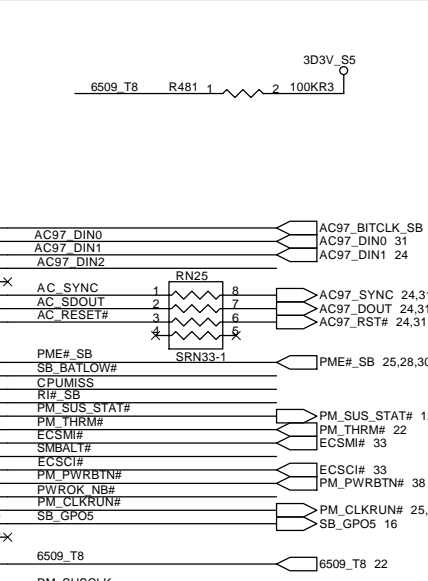 3D3V_S5
6509_T8 R481 1 2 100KR3
AC97_BITCLK_SB
AC97_DIN0 AC97_DIN0 31
AC97_DIN1 AC97_DIN1 24
AC97_DIN2
RN25
AC_SYNC 1 8 AC97_SYNC 24,31
AC_SDOUT 2 7 AC97_DOUT 24,31
AC_RESET# 3 6 AC97_RST# 24,31
4 5
SRN33-1
PME#_SB PME#_SB 25,28,30
SB_BATLOW#
CPUMISS
RI#_SB
PM_SUS_STAT# PM_SUS_STAT#
PM_THRM# PM_THRM# 22
ECSMI# ECSMI# 33
SMBALT#
ECSCI# ECSCI# 33
PM_PWRBTN# PM_PWRBTN# 38
PWROK_NB#
PM_CLKRUN# PM_CLKRUN# 25,
SB_GPO5 SB_GPO5 16
6509_T8 6509_T8 22
PM_SUSCLK